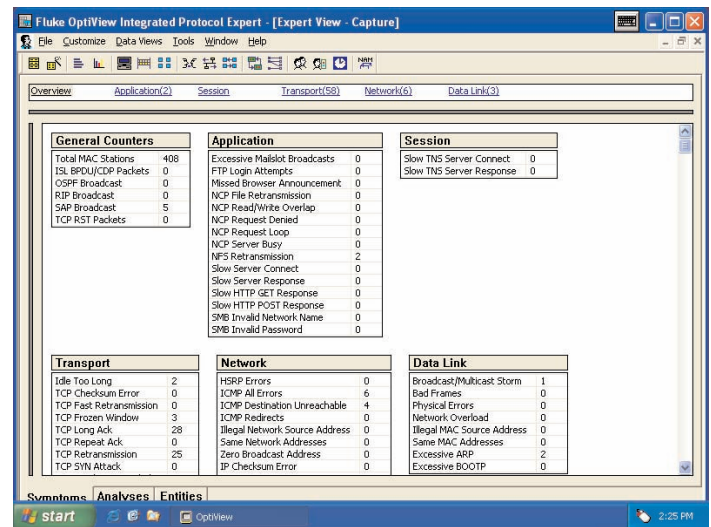 Fluke OptiView Integrated Protocol Expert - [Expert View - Capture]
File Customize Data Views Tools Window Help
NAM
Overview Application(2) Session Transport(58) Network(6) Data Link(3)
General Counters
Total MAC Stations 408
ISL BPDU/CDP Packets 0
OSPF Broadcast 0
RIP Broadcast 0
SAP Broadcast 5
TCP RST Packets 0
Application
Excessive Mailslot Broadcasts 0
FTP Login Attempts 0
Missed Browser Announcement 0
NCP File Retransmission 0
NCP Read/Write Overlap 0
NCP Request Denied 0
NCP Request Loop 0
NCP Server Busy 0
NFS Retransmission 2
Slow Server Connect 0
Slow Server Response 0
Slow HTTP GET Response 0
Slow HTTP POST Response 0
SMB Invalid Network Name 0
SMB Invalid Password 0
Session
Slow TNS Server Connect 0
Slow TNS Server Response 0
Transport
Idle Too Long 2
TCP Checksum Error 0
TCP Fast Retransmission 0
TCP Frozen Window 3
TCP Long Ack 28
TCP Repeat Ack 0
TCP Retransmission 25
TCP SYN Attack 0
Network
HSRP Errors 0
ICMP All Errors 6
ICMP Destination Unreachable 4
ICMP Redirects 0
Illegal Network Source Address 0
Same Network Addresses 0
Zero Broadcast Address 0
IP Checksum Error 0
Data Link
Broadcast/Multicast Storm 1
Bad Frames 0
Physical Errors 0
Network Overload 0
Illegal MAC Source Address 0
Same MAC Addresses 0
Excessive ARP 2
Excessive BOOTP 0
Symptoms Analyses Entities
start OptiView 2:25 PM